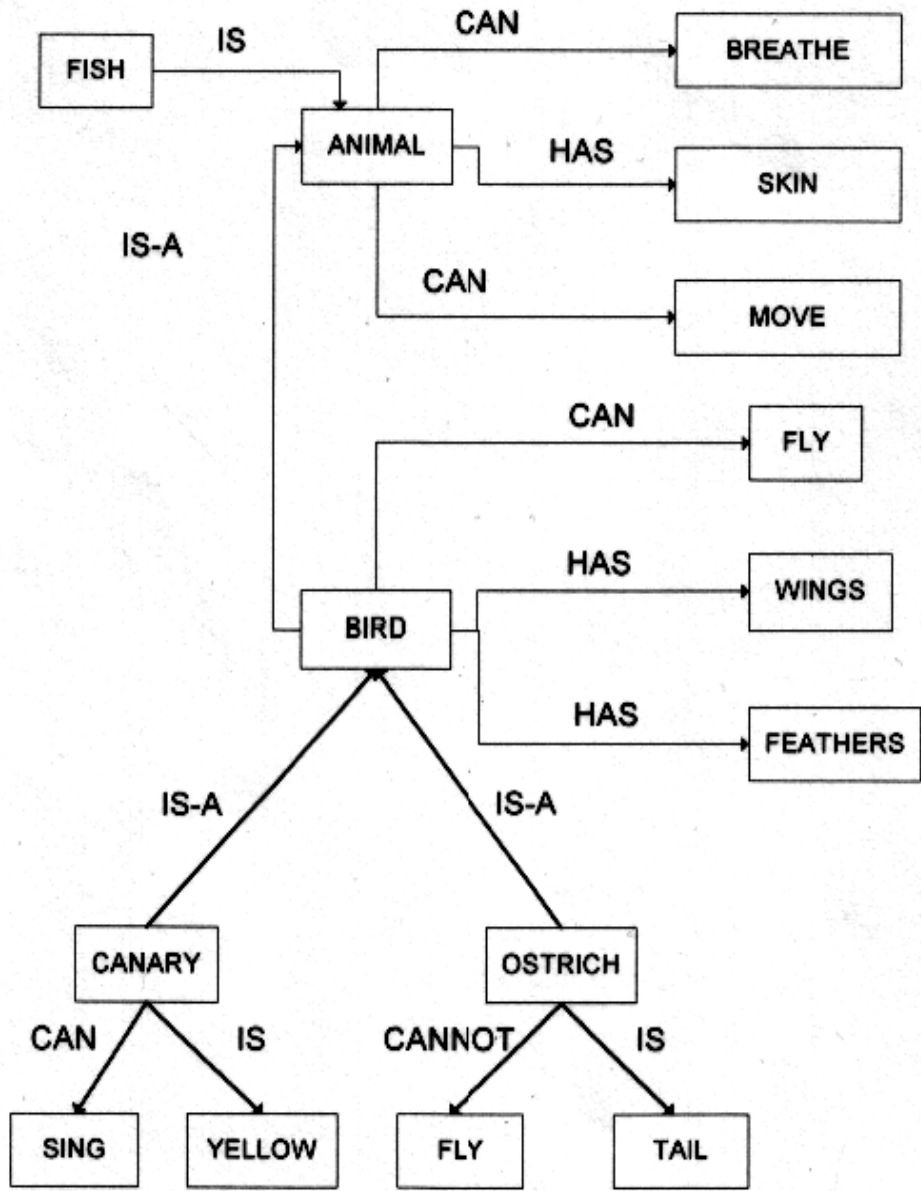 IS
CAN
BREATHE
FISH
ANIMAL
HAS
SKIN
IS-A
CAN
MOVE
CAN
FLY
HAS
WINGS
BIRD
HAS
FEATHERS
IS-A
IS-A
CANARY
OSTRICH
CAN
IS
CANNOT
IS
SING
YELLOW
FLY
TAIL